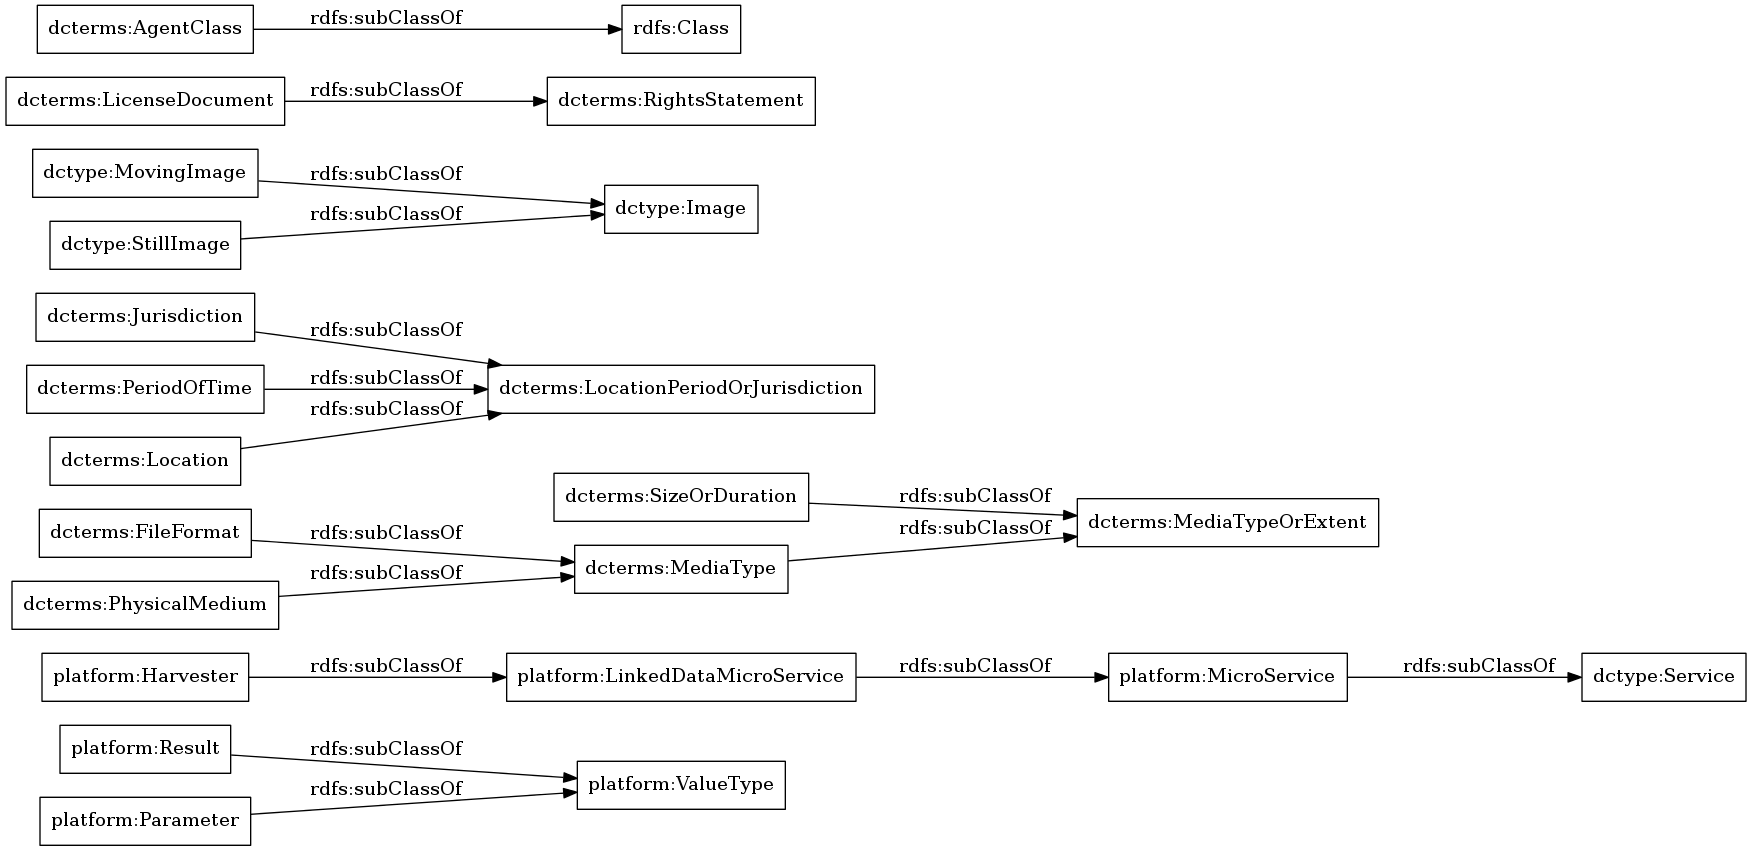 dcterms:AgentClass rdfs:subClassOf rdfs:Class
dcterms:LicenseDocument rdfs:subClassOf dcterms:RightsStatement
dctype:MovingImage rdfs:subClassOf
dctype:Image
dctype:StillImage rdfs:subClassOf
dcterms:Jurisdiction rdfs:subClassOf
dcterms:PeriodOfTime rdfs:subClassOf dcterms:LocationPeriodOrJurisdiction
dcterms:Location rdfs:subClassOf
dcterms:SizeOrDuration rdfs:subClassOf
dcterms:MediaTypeOrExtent
dcterms:FileFormat rdfs:subClassOf
dcterms:MediaType rdfs:subClassOf
dcterms:PhysicalMedium rdfs:subClassOf
platform:Harvester rdfs:subClassOf platform:LinkedDataMicroService rdfs:subClassOf platform:MicroService rdfs:subClassOf dctype:Service
platform:Result rdfs:subClassOf
platform:ValueType
platform:Parameter rdfs:subClassOf